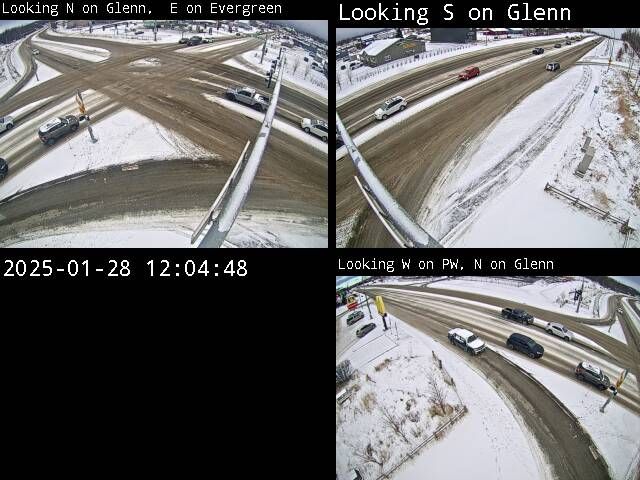 Looking N on Glenn,  E on Evergreen
Looking S on Glenn
2025-01-28 12:04:48
Looking W on PW, N on Glenn